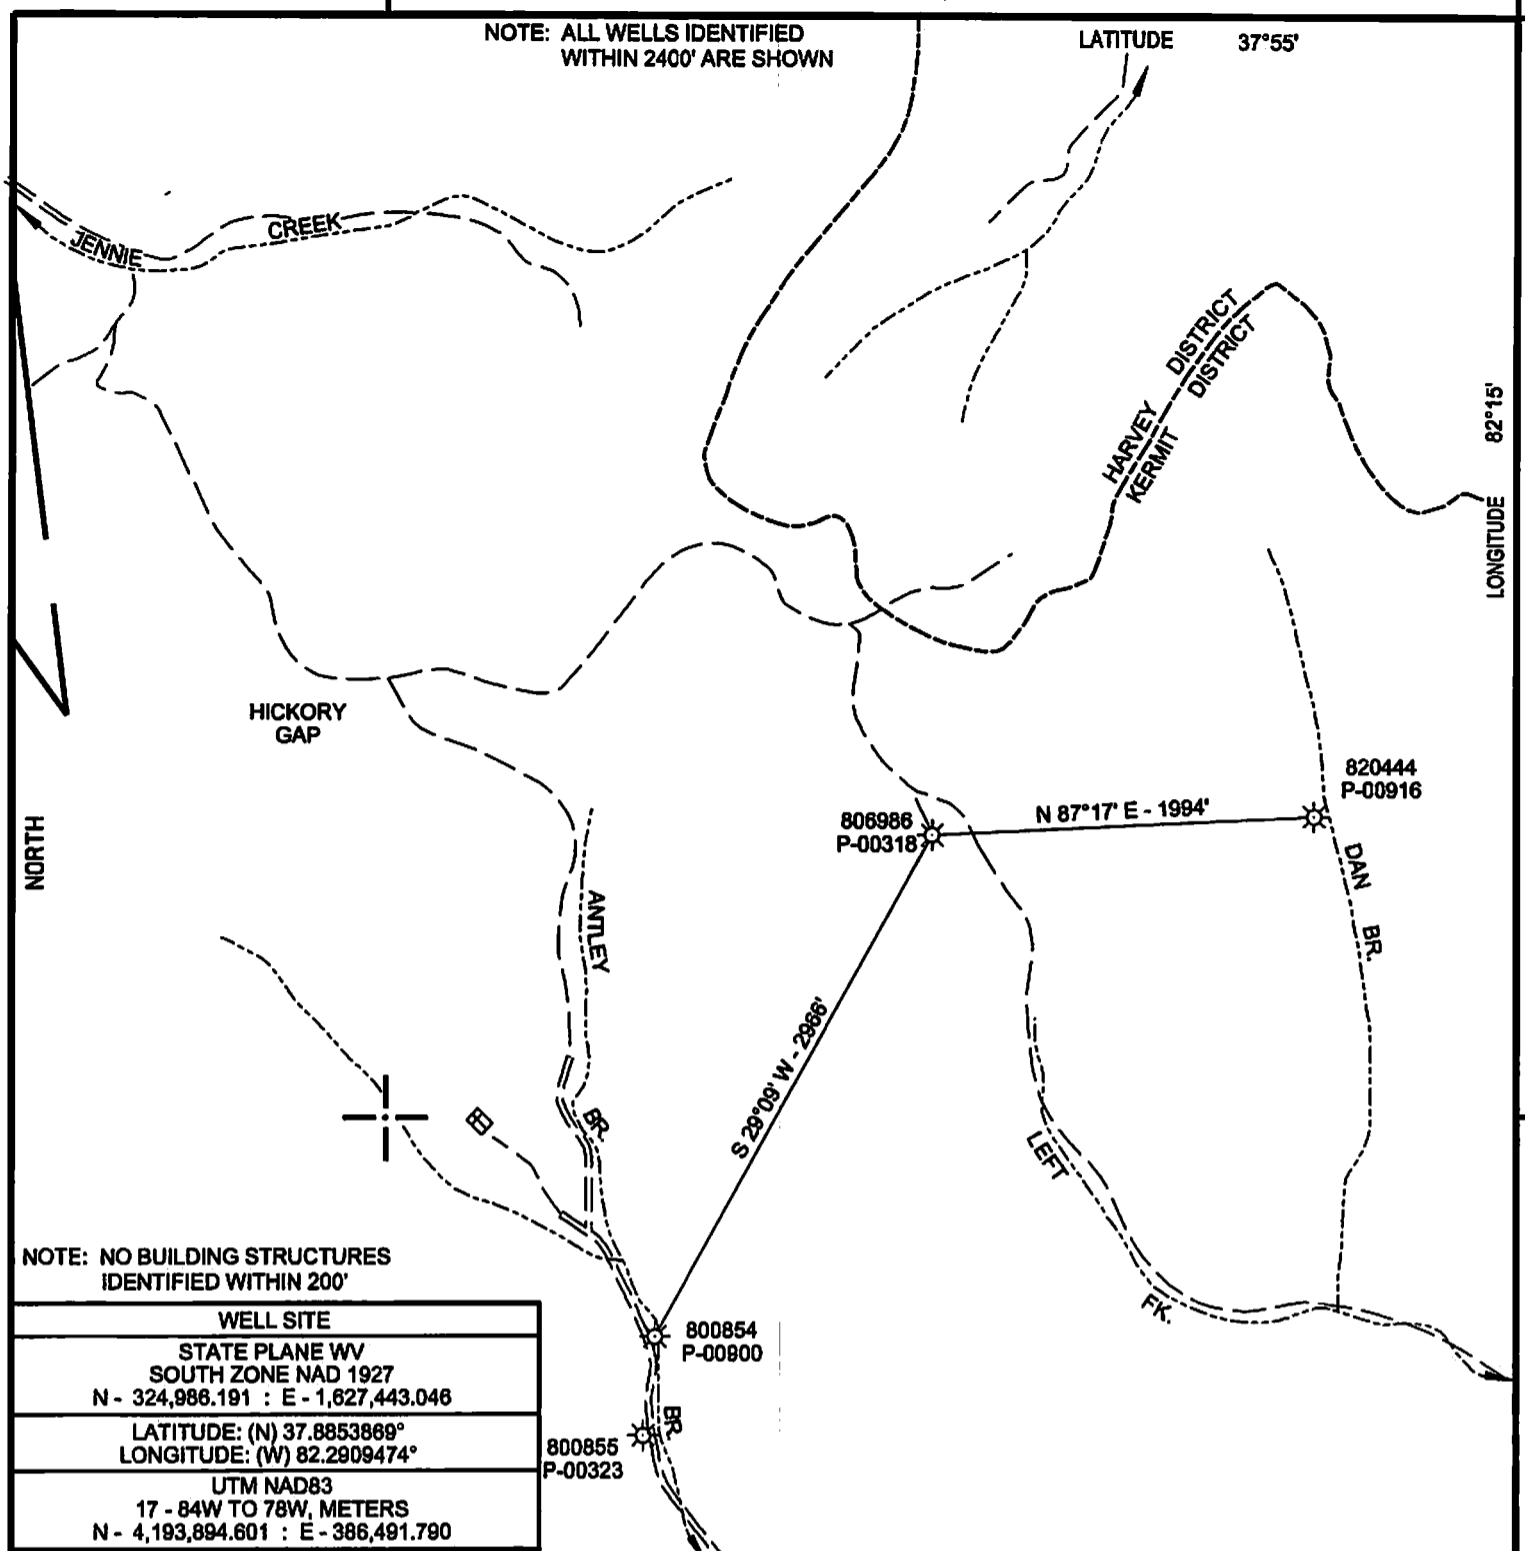 NOTE: ALL WELLS IDENTIFIED
WITHIN 2400' ARE SHOWN
LATITUDE 37°55'
JENNIE CREEK
HARVEY DISTRICT
KERMIT DISTRICT
LONGITUDE 82°15'
HICKORY
GAP
NORTH
820444
P-00916
806986
P-00318
N 87°17' E - 1994'
DAN BR.
ANTLEY BR.
S 29°09' W - 2966'
LEFT FK.
NOTE: NO BUILDING STRUCTURES
IDENTIFIED WITHIN 200'
WELL SITE
STATE PLANE WV
SOUTH ZONE NAD 1927
N - 324,986.191 : E - 1,627,443.046
LATITUDE: (N) 37.8853869°
LONGITUDE: (W) 82.2909474°
UTM NAD83
17 - 84W TO 78W, METERS
N - 4,193,894.601 : E - 386,491.790
800854
P-00900
BR
800855
P-00323